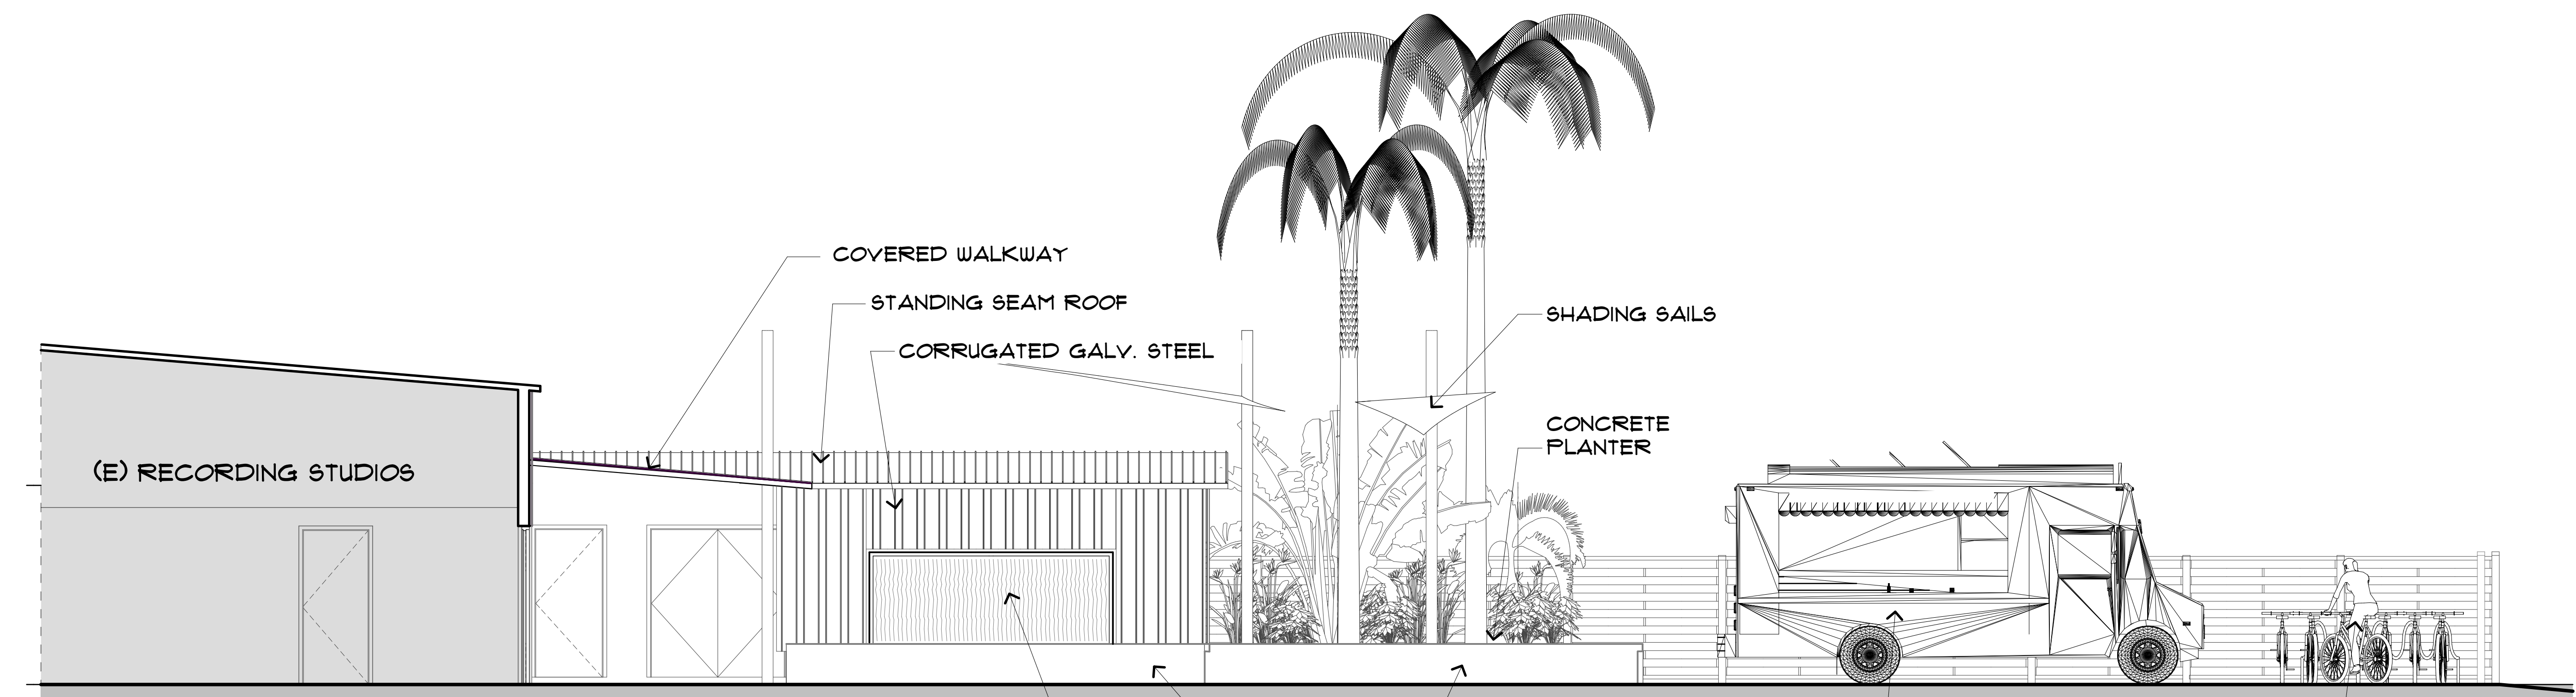 COVERED WALKWAY
STANDING SEAM ROOF
SHADING SAILS
CORRUGATED GALV. STEEL
CONCRETE
PLANTER
(E) RECORDING STUDIOS